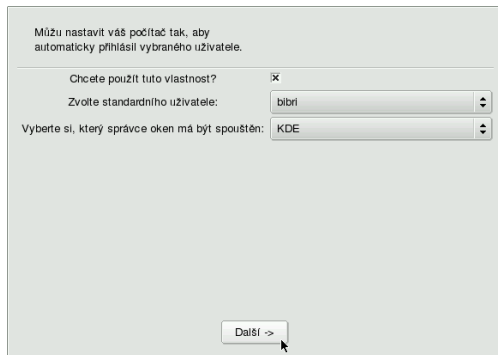 Můžu nastavit váš počítač tak, aby
automaticky přihlásil vybraného uživatele.
Chcete použít tuto vlastnost?
Zvolte standardního uživatele: bibri
Vyberte si, který správce oken má být spouštěn: KDE
Další ->